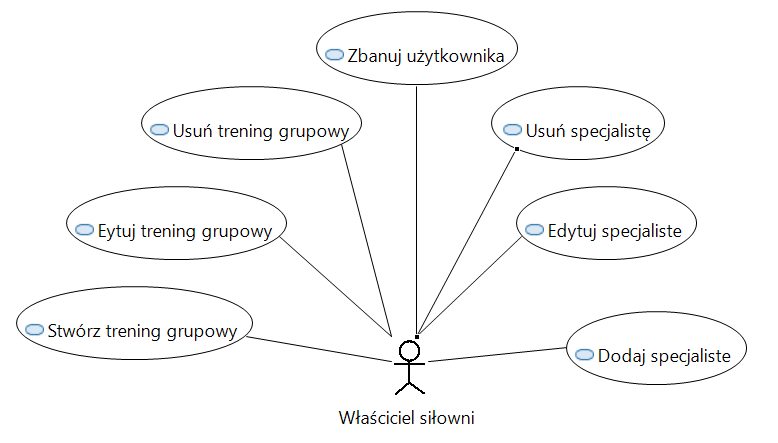 Zbanuj użytkownika
Usuń trening grupowy
Usuń specjalistę
Eytuj trening grupowy
Edytuj specjaliste
Stwórz trening grupowy
Dodaj specjaliste
Właściciel siłowni